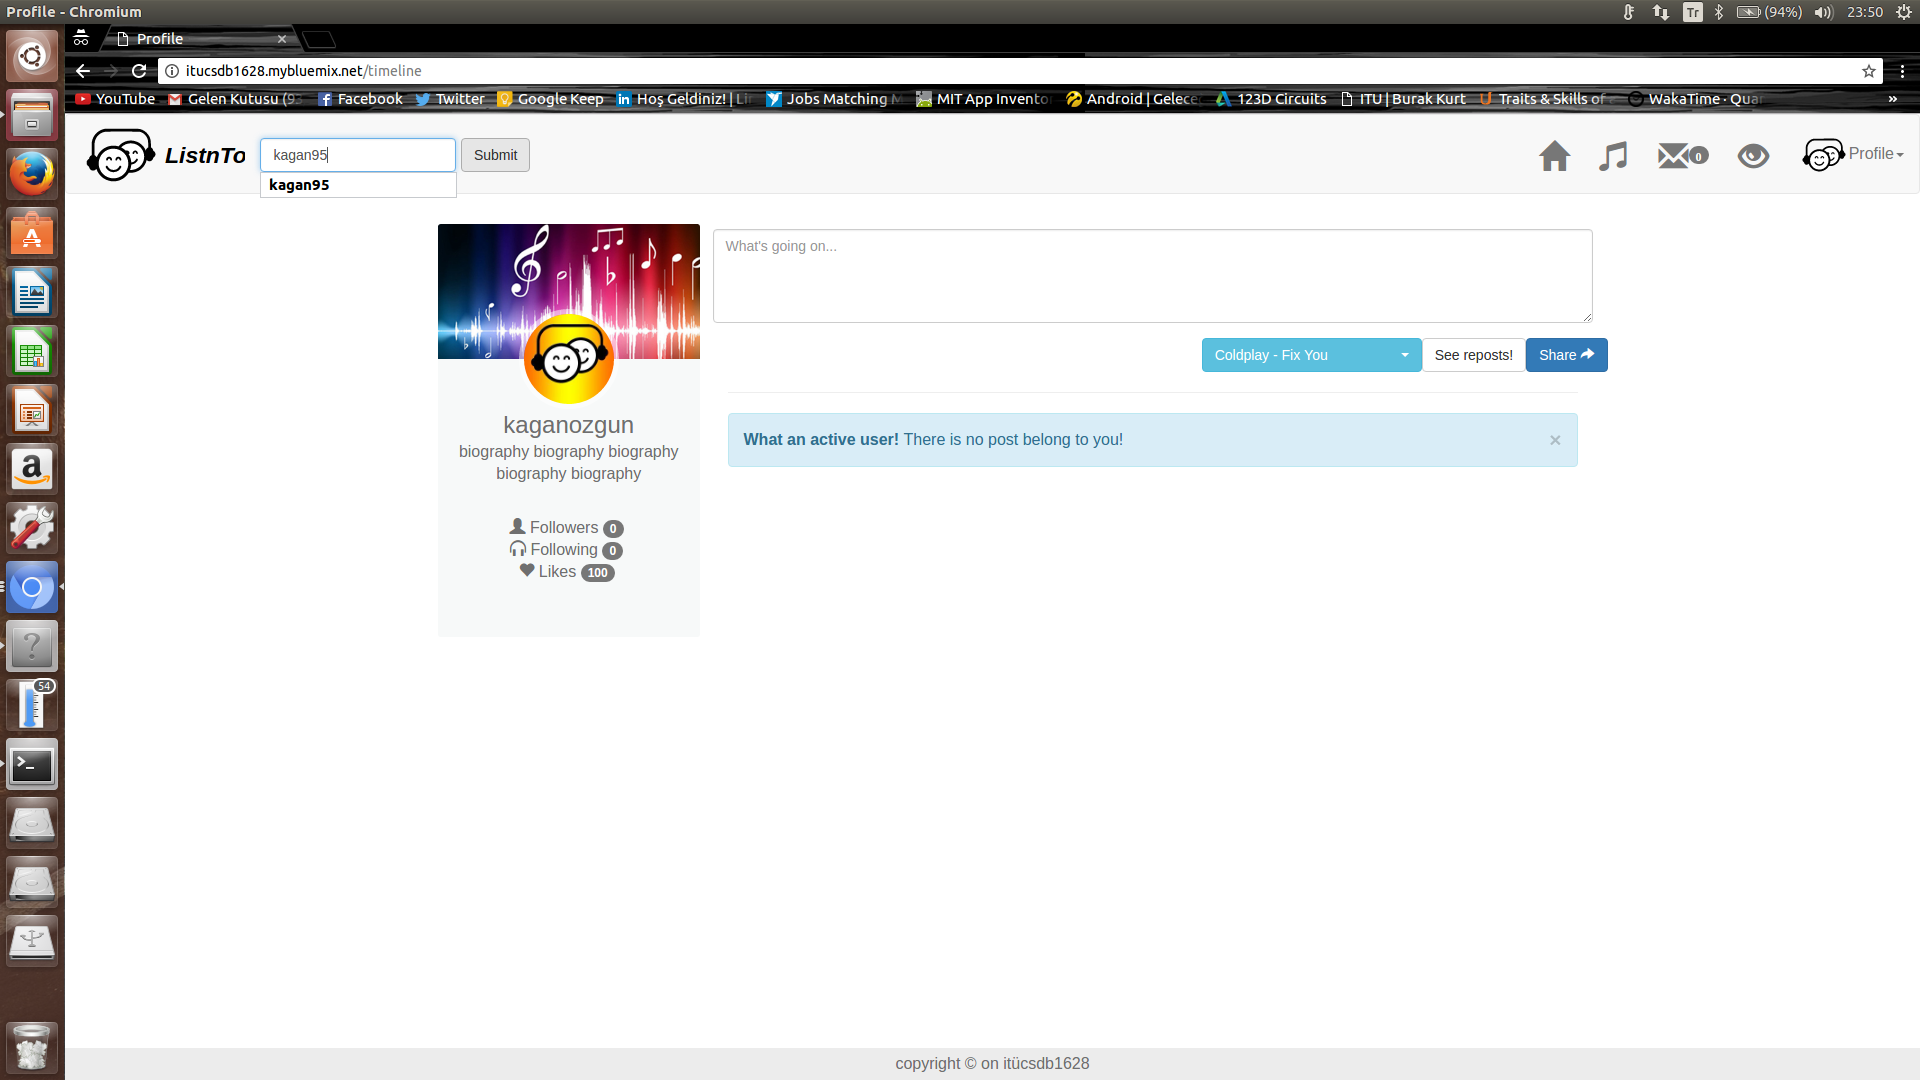 Profile - Chromium
Tr
(94%)
23:50
Profile
itucsdb1628.mybluemix.net/timeline
YouTube
Gelen Kutusu (9
Facebook
Twitter
Google Keep
Hoş Geldiniz! | Li
Jobs Matching
MIT App Invento
Android | Gelece
123D Circuits
ITU | Burak Kurt
Traits & Skills of
WakaTime · Qua
»
ListnTo
kagan95
Submit
0
Profile
kagan95
What's going on...
Coldplay - Fix You
See reposts!
Share
kaganozgun
biography biography biography
biography biography
What an active user! There is no post belong to you!
×
Followers 0
Following 0
Likes 100
54
copyright © on itücsdb1628